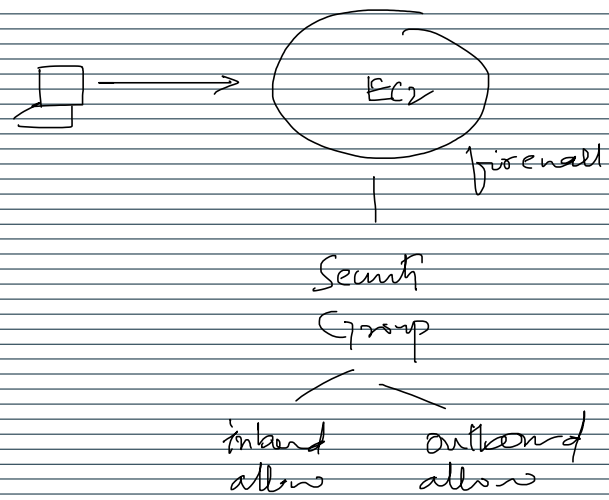 EC2
firewall
Security
Group
inbound outbound
allow allow